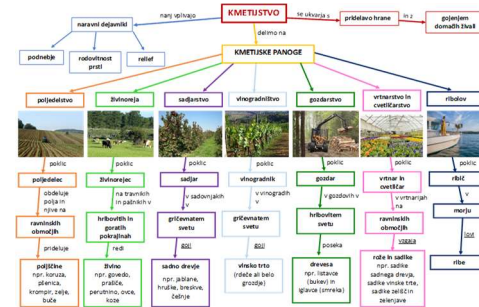 KMETIJSTVO
nanj vplivajo
naravni dejavniki
podnebje
rodovitnost
prsti
relief
se ukvarja s
pridelavo hrane
in z
gojenjem
domačih živali
delimo na
KMETIJSKE PANOGE
poljedelstvo
živinoreja
sadjarstvo
vinogradništvo
gozdarstvo
vrtnarstvo in
cvetličarstvo
ribolov
poklic
poklic
poklic
poklic
poklic
poklic
poklic
poljedelec
živinorejec
sadjar
vinogradnik
gozdar
vrtnar in
cvetličar
ribič
obdeluje
polja in
njive na
na travnikih
in pašnikih v
v sadovnjakih
v
v vinogradih
v
v gozdovih v
v vrtnarijah
na
v
ravninskih
območjih
hribovitih in
goratih
pokrajinah
gričevnatem
svetu
gričevnatem
svetu
hribovitem
svetu
ravninskih
območjih
morju
prideluje
redi
goji
goji
poseka
vzgaja
lovi
poljščine
npr. koruza,
pšenica,
krompir, zelje,
buče
živino
npr. govedo,
prašiče,
perutnino, ovce,
koze
sadno drevje
npr. jablane,
hruške, breskve,
češnje
vinsko trto
(rdeče ali belo
grozdje)
drevesa
npr. listavce
(bukev) in
iglavce (smreka)
rože in sadike
npr. sadike
sadnega drevja,
sadike vinske trte,
sadike zelišč in
zelenjave
ribe